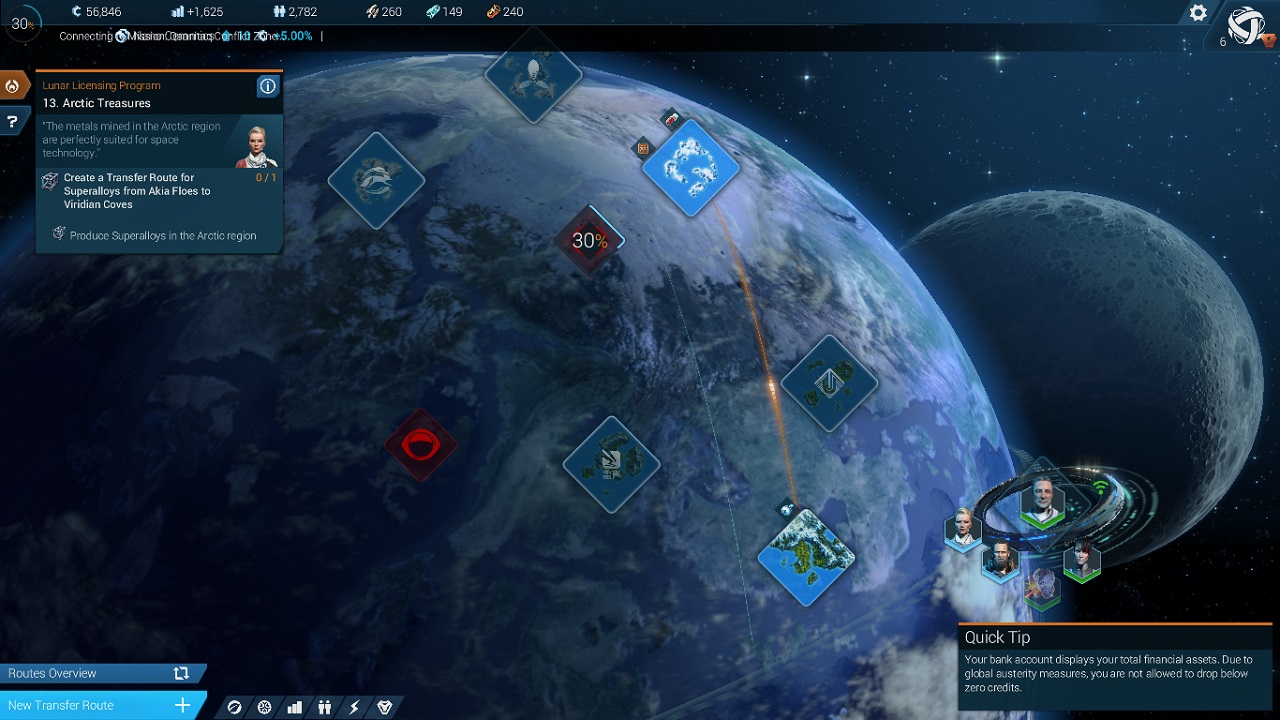 30%
56,846
+1,625
2,782
260
149
240
6
Connecting
+5.00%
Lunar Licensing Program
13. Arctic Treasures
"The metals mined in the Arctic region
are perfectly suited for space
technology."
Create a Transfer Route for
Superalloys from Akia Floes to
Viridian Coves
0 / 1
Produce Superalloys in the Arctic region
?
30%
Quick Tip
Your bank account displays your total financial assets. Due to
global austerity measures, you are not allowed to drop below
zero credits.
Routes Overview
New Transfer Route